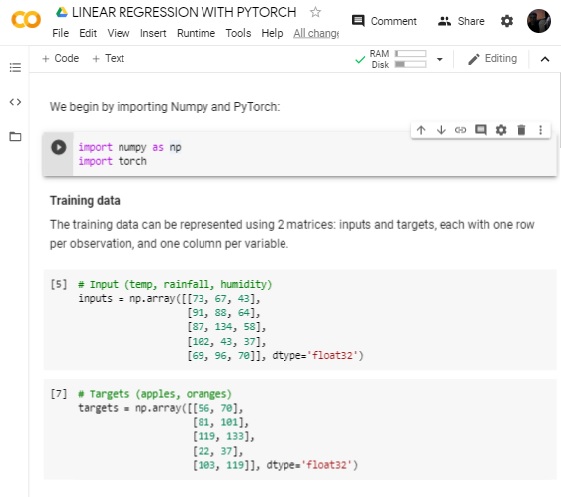 LINEAR REGRESSION WITH PYTORCH
Comment Share
File Edit View Insert Runtime Tools Help All chang
+ Code + Text RAM Disk Editing
We begin by importing Numpy and PyTorch:
import numpy as np
import torch
Training data
The training data can be represented using 2 matrices: inputs and targets, each with one row
per observation, and one column per variable.
[5] # Input (temp, rainfall, humidity)
inputs = np.array([[73, 67, 43],
[91, 88, 64],
[87, 134, 58],
[102, 43, 37],
[69, 96, 70]], dtype='float32')
[7] # Targets (apples, oranges)
targets = np.array([[56, 70],
[81, 101],
[119, 133],
[22, 37],
[103, 119]], dtype='float32')